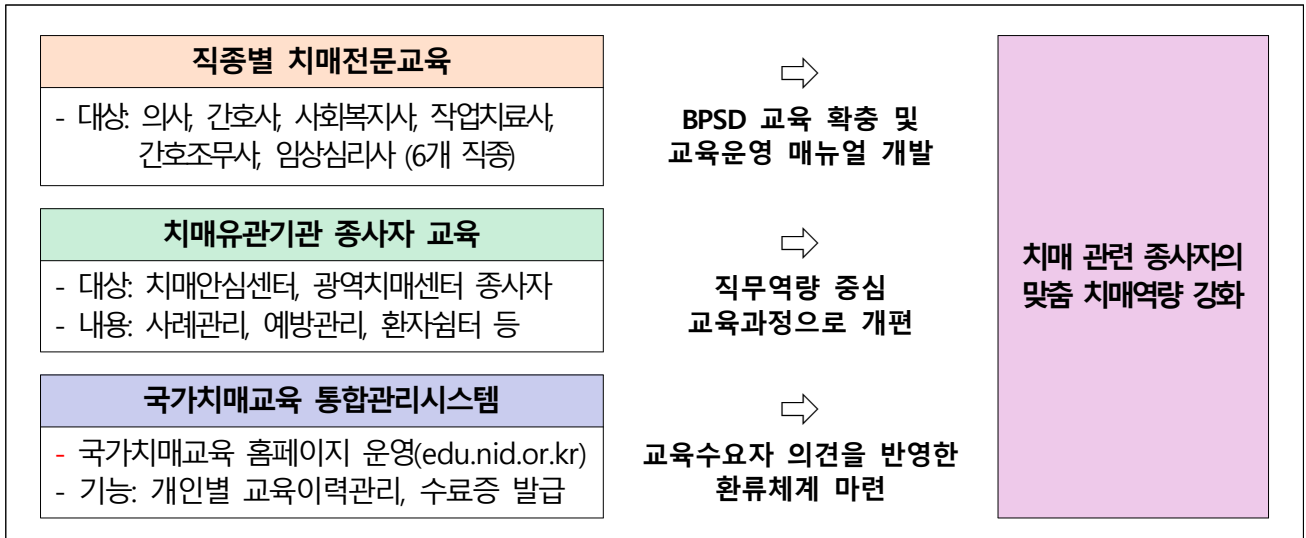 직종별 치매전문교육
- 대상: 의사, 간호사, 사회복지사, 작업치료사,
간호조무사, 임상심리사 (6개 직종)
⇨
BPSD 교육 확충 및
교육운영 매뉴얼 개발
치매유관기관 종사자 교육
- 대상: 치매안심센터, 광역치매센터 종사자
- 내용: 사례관리, 예방관리, 환자쉼터 등
⇨
직무역량 중심
교육과정으로 개편
국가치매교육 통합관리시스템
- 국가치매교육 홈페이지 운영(edu.nid.or.kr)
- 기능: 개인별 교육이력관리, 수료증 발급
⇨
교육수요자 의견을 반영한
환류체계 마련
치매 관련 종사자의
맞춤 치매역량 강화